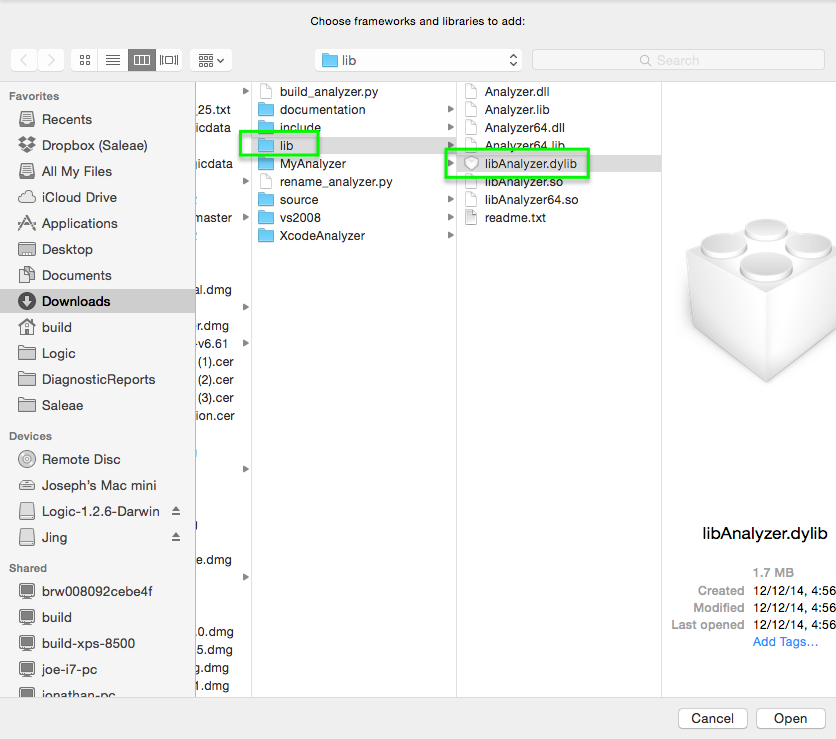 Choose frameworks and libraries to add:
lib
Search
Favorites
Recents
Dropbox (Saleae)
All My Files
iCloud Drive
Applications
Desktop
Documents
Downloads
build
Logic
DiagnosticReports
Saleae
Devices
Remote Disc
Joseph's Mac mini
Logic-1.2.6-Darwin
Jing
Shared
brw008092cebe4f
build
build-xps-8500
joe-i7-pc
jonathan-pc
_25.txt
icdata
gicdata
master
al.dmg
er.dmg
-v6.61
(1).cer
(2).cer
(3).cer
ion.cer
e.dmg
.0.dmg
5.dmg
g.dmg
1.dmg
build_analyzer.py
documentation
include
lib
MyAnalyzer
rename_analyzer.py
source
vs2008
XcodeAnalyzer
Analyzer.dll
Analyzer.lib
Analyzer64.dll
Analyzer64.lib
libAnalyzer.dylib
libAnalyzer.so
libAnalyzer64.so
readme.txt
libAnalyzer.dylib
1.7 MB
Created 12/12/14, 4:56
Modified 12/12/14, 4:56
Last opened 12/12/14, 4:56
Add Tags...
Cancel
Open